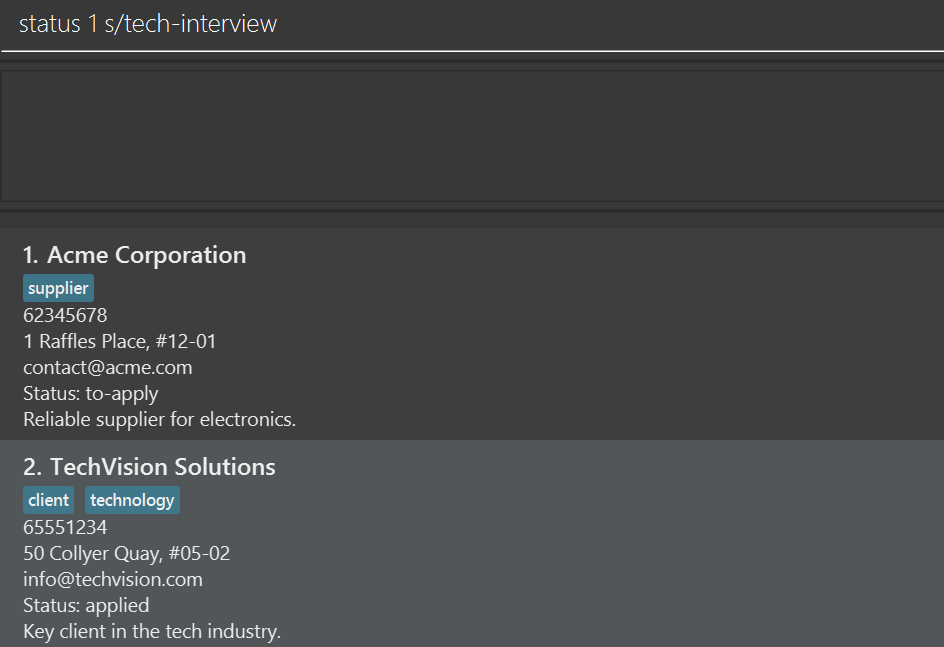 status 1 s/tech-interview
1. Acme Corporation
supplier
62345678
1 Raffles Place, #12-01
contact@acme.com
Status: to-apply
Reliable supplier for electronics.
2. TechVision Solutions
client technology
65551234
50 Collyer Quay, #05-02
info@techvision.com
Status: applied
Key client in the tech industry.